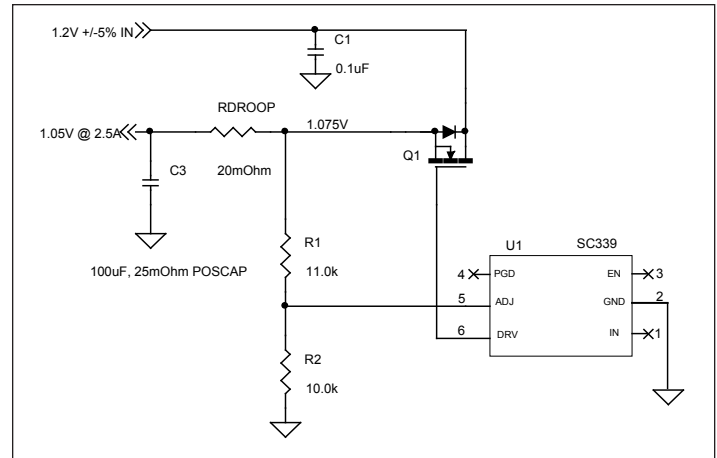 1.2V +/-5% IN
C1
0.1uF
RDROOP
1.05V @ 2.5A
1.075V
Q1
C3
20mOhm
R1
U1
SC339
100uF, 25mOhm POSCAP
11.0k
4
PGD
EN
3
5
ADJ
GND
2
6
DRV
IN
1
R2
10.0k